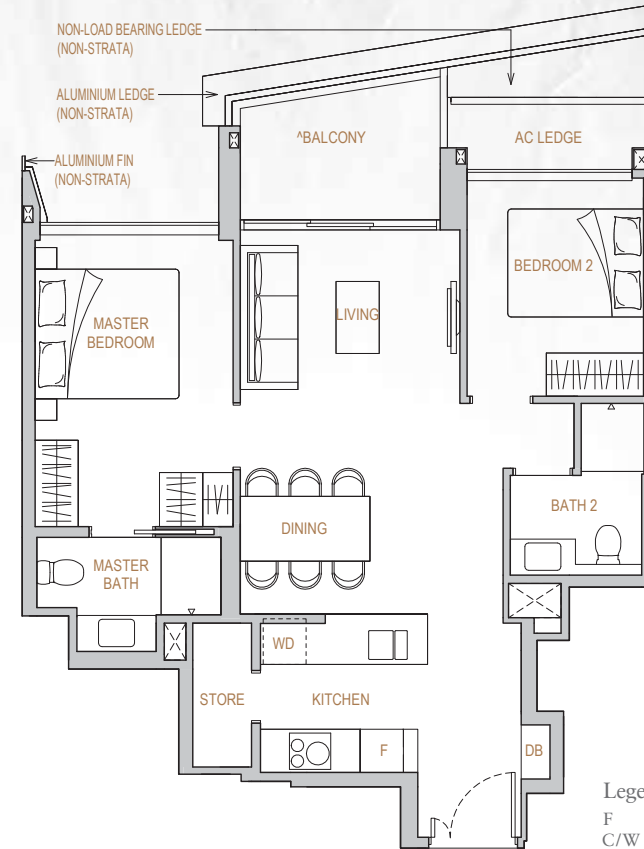 NON-LOAD BEARING LEDGE
(NON-STRATA)
ALUMINIUM LEDGE
(NON-STRATA)
^BALCONY
AC LEDGE
ALUMINIUM FIN
(NON-STRATA)
BEDROOM 2
MASTER
BEDROOM
LIVING
BATH 2
DINING
MASTER
BATH
WD
STORE
KITCHEN
F
DB
Lege
F
C/W